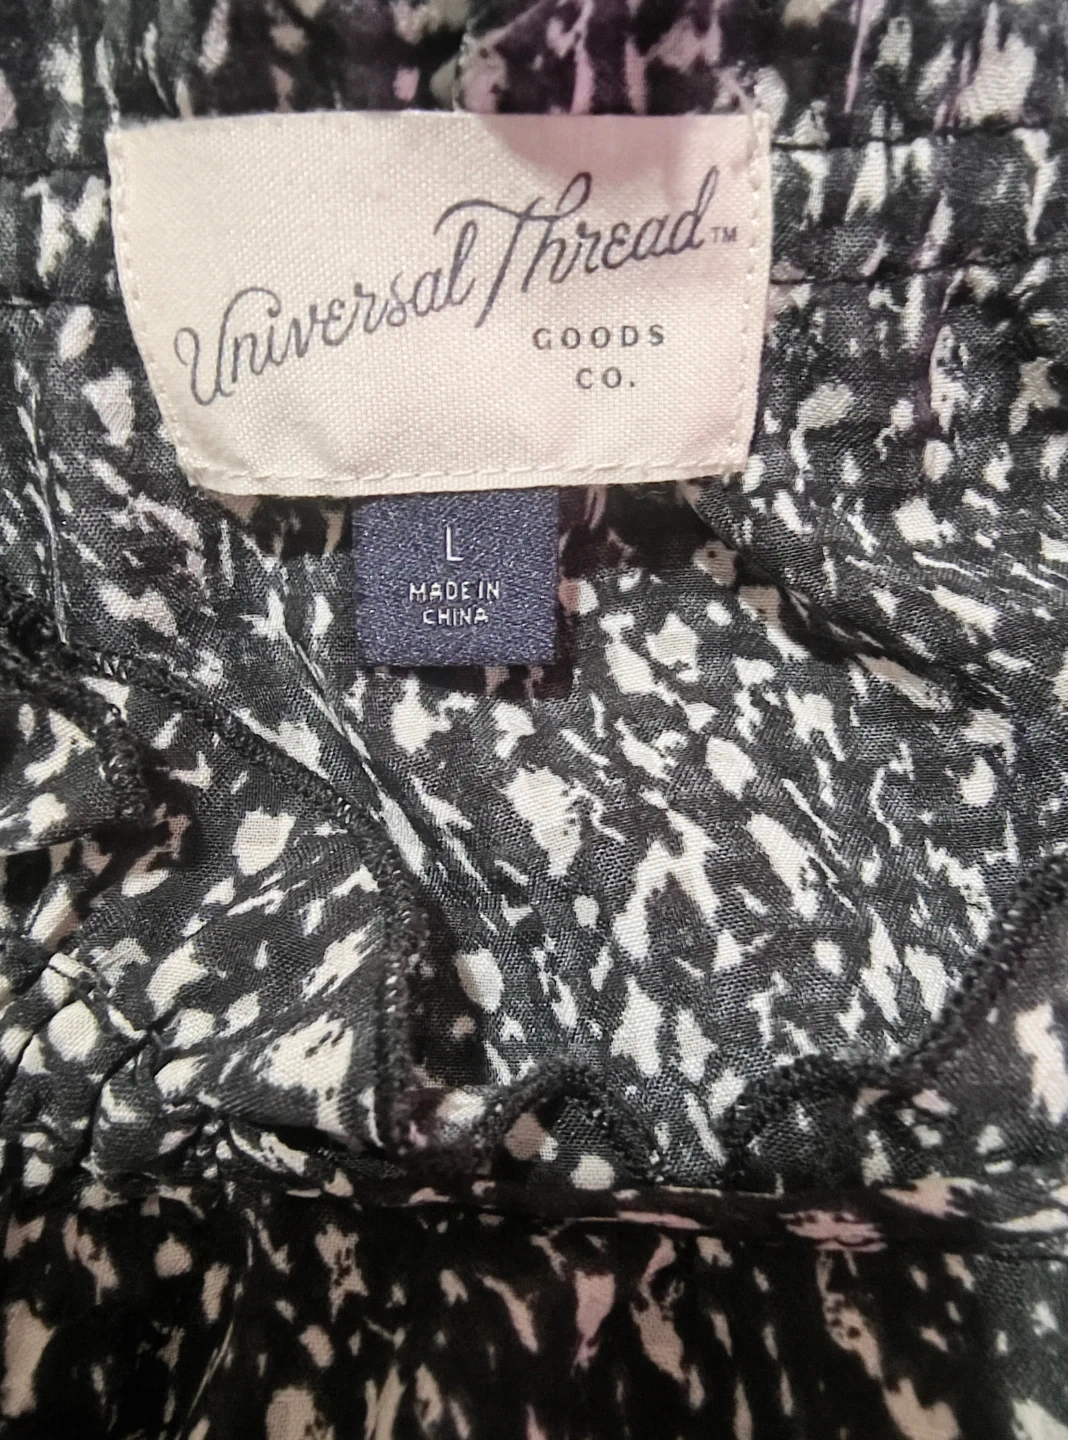 Universal Thread™
GOODS
CO.
L
MADE IN
CHINA